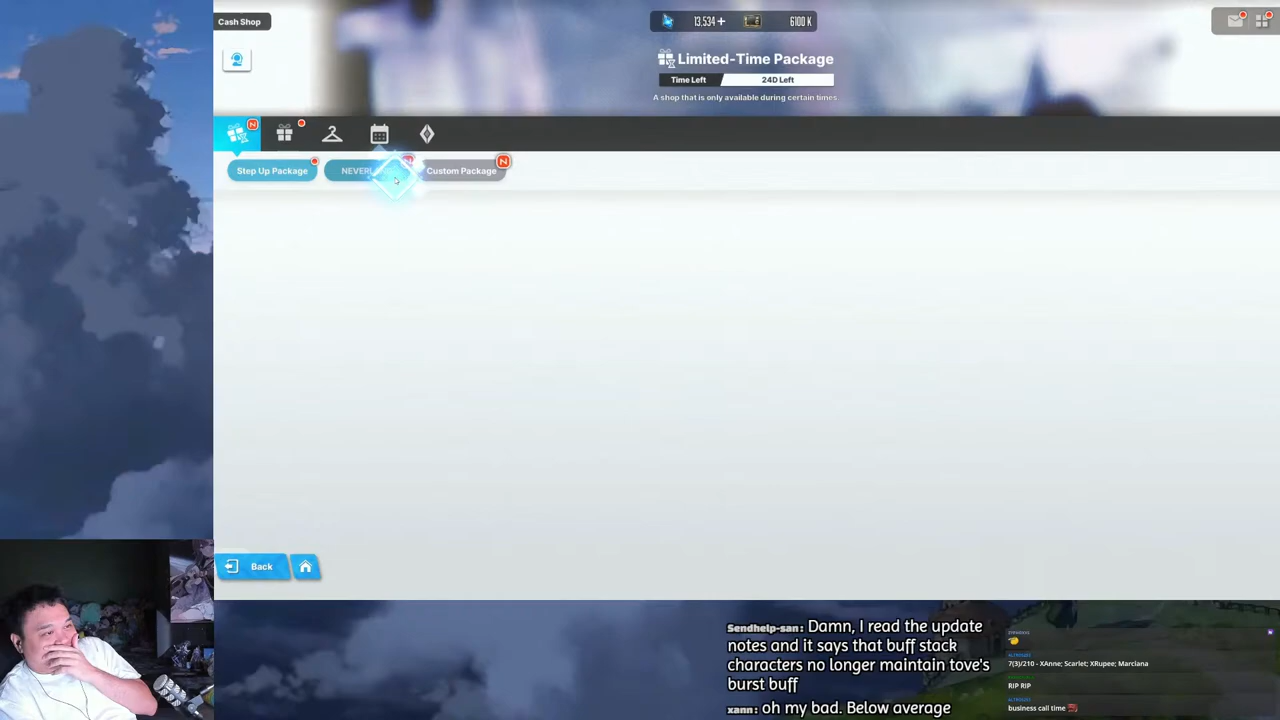 Cash Shop
13,534 +
6100 K
Limited-Time Package
Time Left
24D Left
A shop that is only available during certain times
N
Step Up Package
NEVERL
Custom Package
N
Back
Sendhelp-san: Damn, I read the update
notes and it says that buff stack
characters no longer maintain tove's
burst buff
xann: oh my bad. Below average
7(3)/210 - XAnne; Scarlet; XRupee; Marciana
RIP RIP
business call time